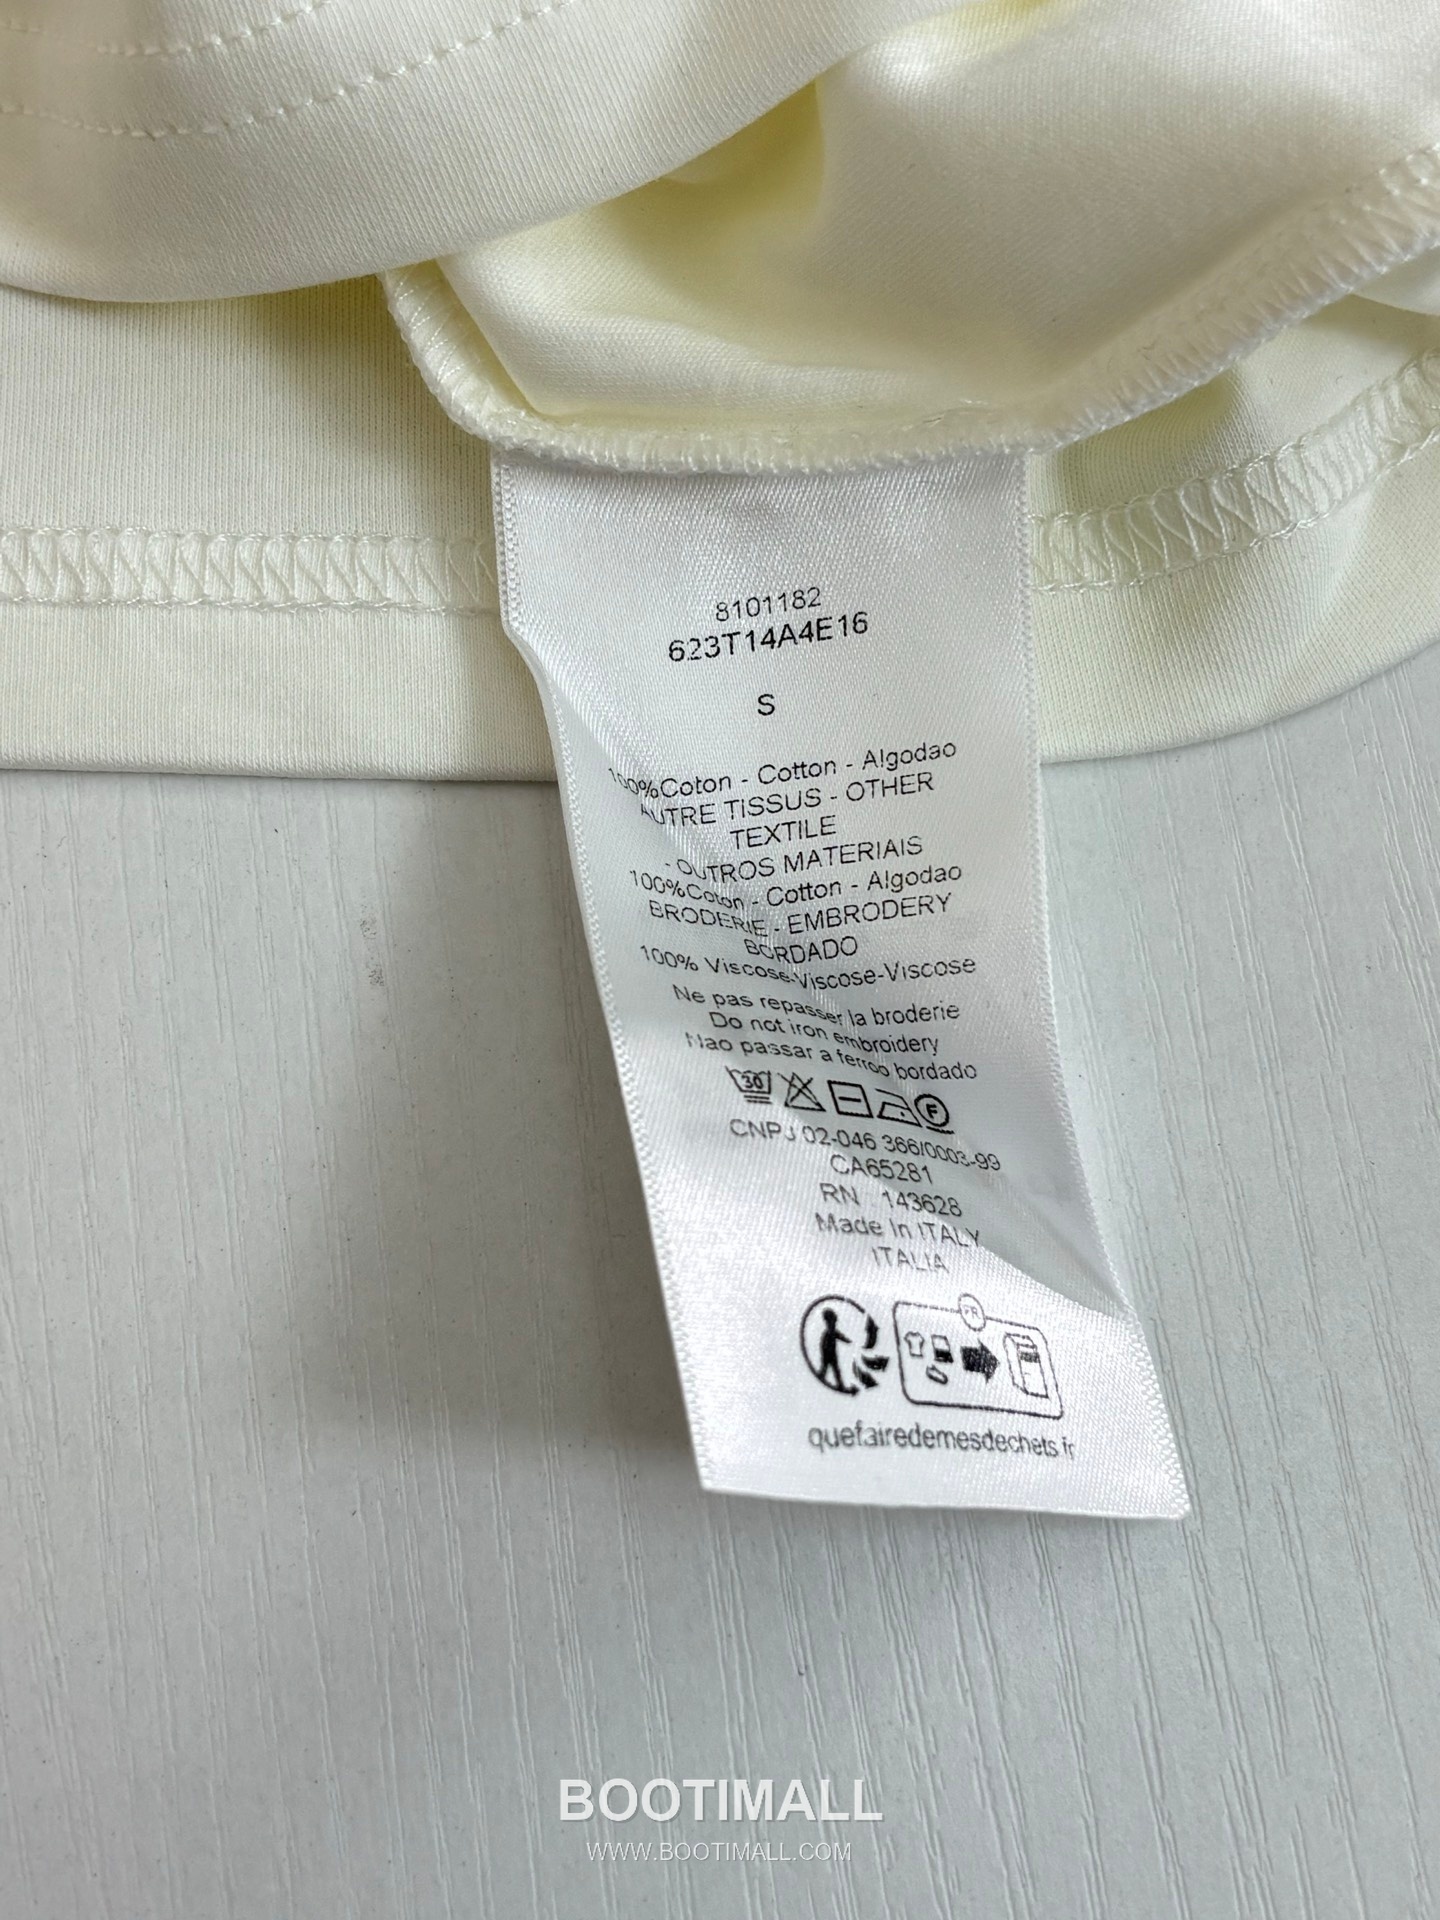 8101182
623T14A4E16
S
100%Coton - Cotton - Algodao
AUTRE TISSUS - OTHER
TEXTILE
- OUTROS MATERIAIS
100%Coton - Cotton - Algodao
BRODERIE - EMBRODERY
BORDADO
100% Viscose-Viscose-Viscose
Ne pas repasser la broderie
Do not iron embroidery
Nao passar a ferroo bordado
30 F
CNPJ 02-046 366/0003-99
CA65281
RN 143628
Made In ITALY
ITALIA
FR
quefairedemesdechets.fr
BOOTIMALL
WWW.BOOTIMALL.COM